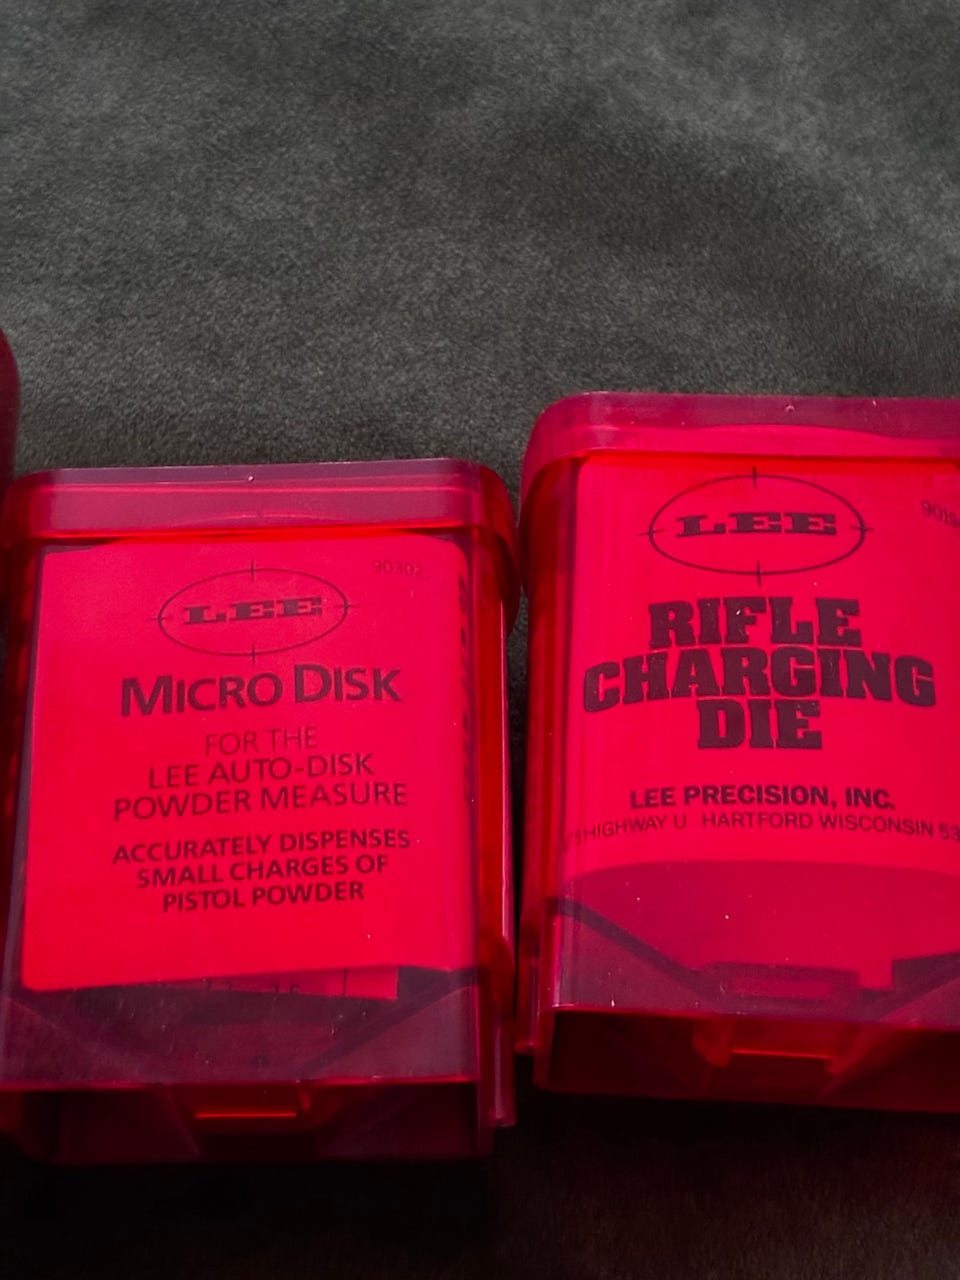 90302
LEE
MICRO DISK
FOR THE
LEE AUTO-DISK
POWDER MEASURE
ACCURATELY DISPENSES
SMALL CHARGES OF
PISTOL POWDER
LEE
RIFLE
CHARGING
DIE
LEE PRECISION, INC.
HIGHWAY U HARTFORD WISCONSIN